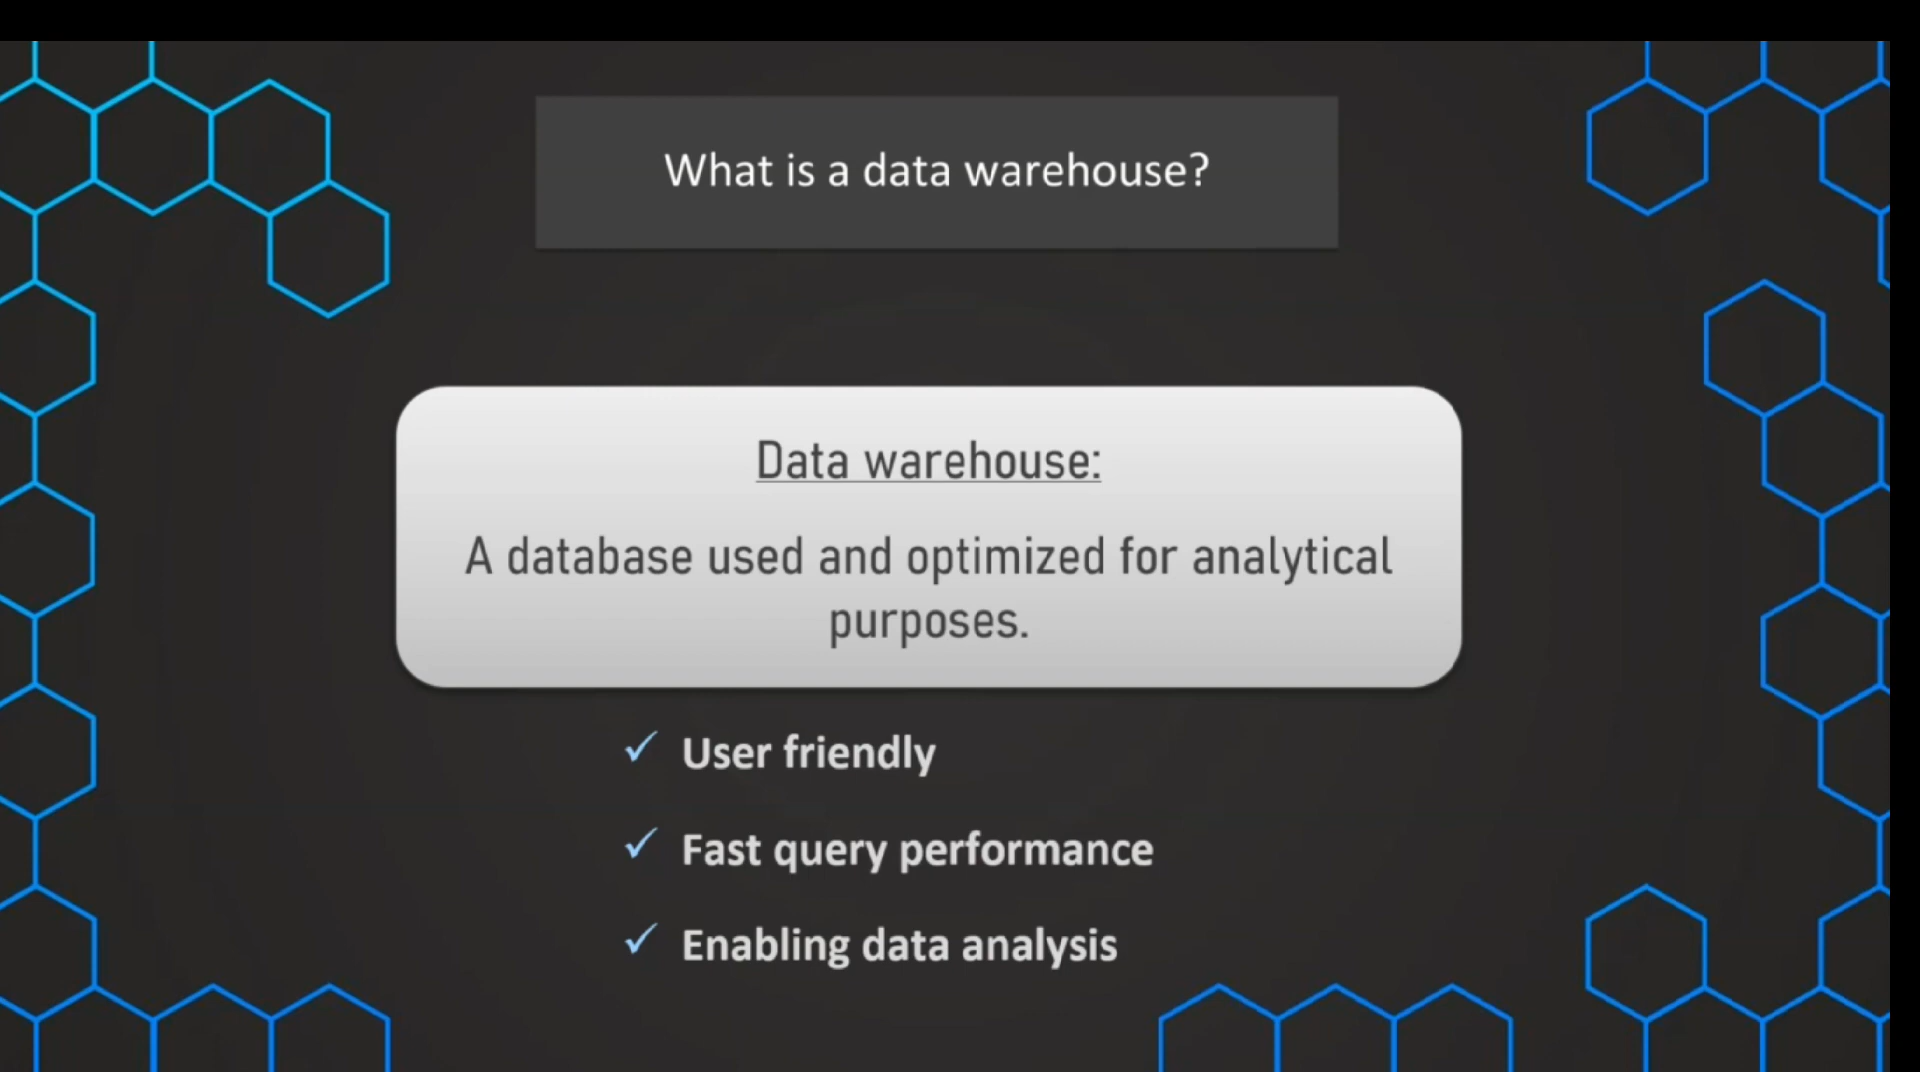 What is a data warehouse?
Data warehouse:
A database used and optimized for analytical
purposes.
✓ User friendly
✓ Fast query performance
✓ Enabling data analysis